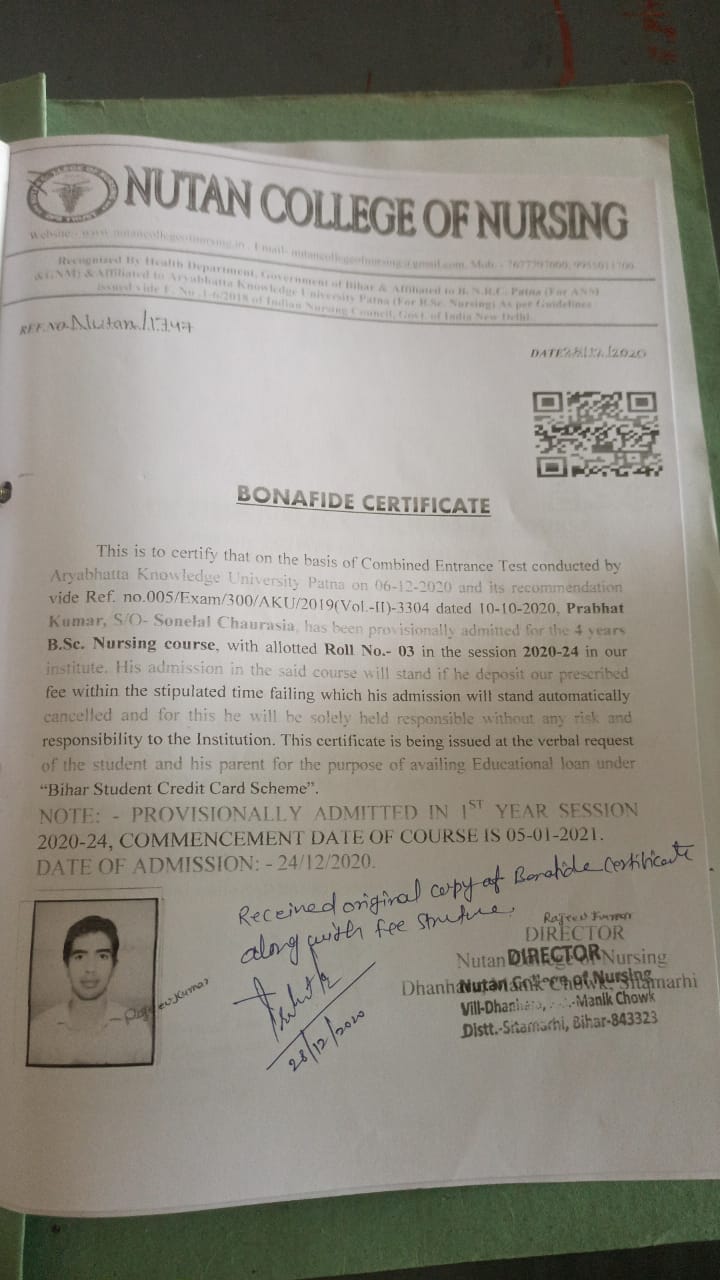 NUTAN COLLEGE OF NURSING
Website:- www.nutancollegeofnursing.in, Email- nutancollegeofnursing@gmail.com, Mob. - 7677797000,
Recognized By Health Department, Government of Bihar & Affiliated to B.N.R.C. Patna (For ANM
&GNM) & Affiliated to Aryabhatta Knowledge University Patna (For B.Sc. Nursing) As per Guidelines
issued vide F. No .1-6/2018 of Indian Nursing Council, Govt. of India New Delhi.
REF.NO. Nutan/1347
DATE 28/12/2020
BONAFIDE CERTIFICATE
This is to certify that on the basis of Combined Entrance Test conducted by
Aryabhatta Knowledge University Patna on 06-12-2020 and its recommendation
vide Ref. no.005/Exam/300/AKU/2019(Vol.-II)-3304 dated 10-10-2020, Prabhat
Kumar, S/O- Sonelal Chaurasia, has been provisionally admitted for the 4 years
B.Sc. Nursing course, with allotted Roll No.- 03 in the session 2020-24 in our
institute. His admission in the said course will stand if he deposit our prescribed
fee within the stipulated time failing which his admission will stand automatically
cancelled and for this he will be solely held responsible without any risk and
responsibility to the Institution. This certificate is being issued at the verbal request
of the student and his parent for the purpose of availing Educational loan under
“Bihar Student Credit Card Scheme”.
NOTE: - PROVISIONALLY ADMITTED IN 1ST YEAR SESSION
2020-24, COMMENCEMENT DATE OF COURSE IS 05-01-2021.
DATE OF ADMISSION: - 24/12/2020.
Received original copy of Bonafide Certificate
along with fee
28/12/2020
Rajeev Kumar
Rajeev Kumar
DIRECTOR
Nutan College of Nursing
Manik Chowk, Sitamarhi
DIRECTOR
Nutan College of Nursing
Vill-Dhanha, -Manik Chowk
Distt.-Sitamarhi, Bihar-843323